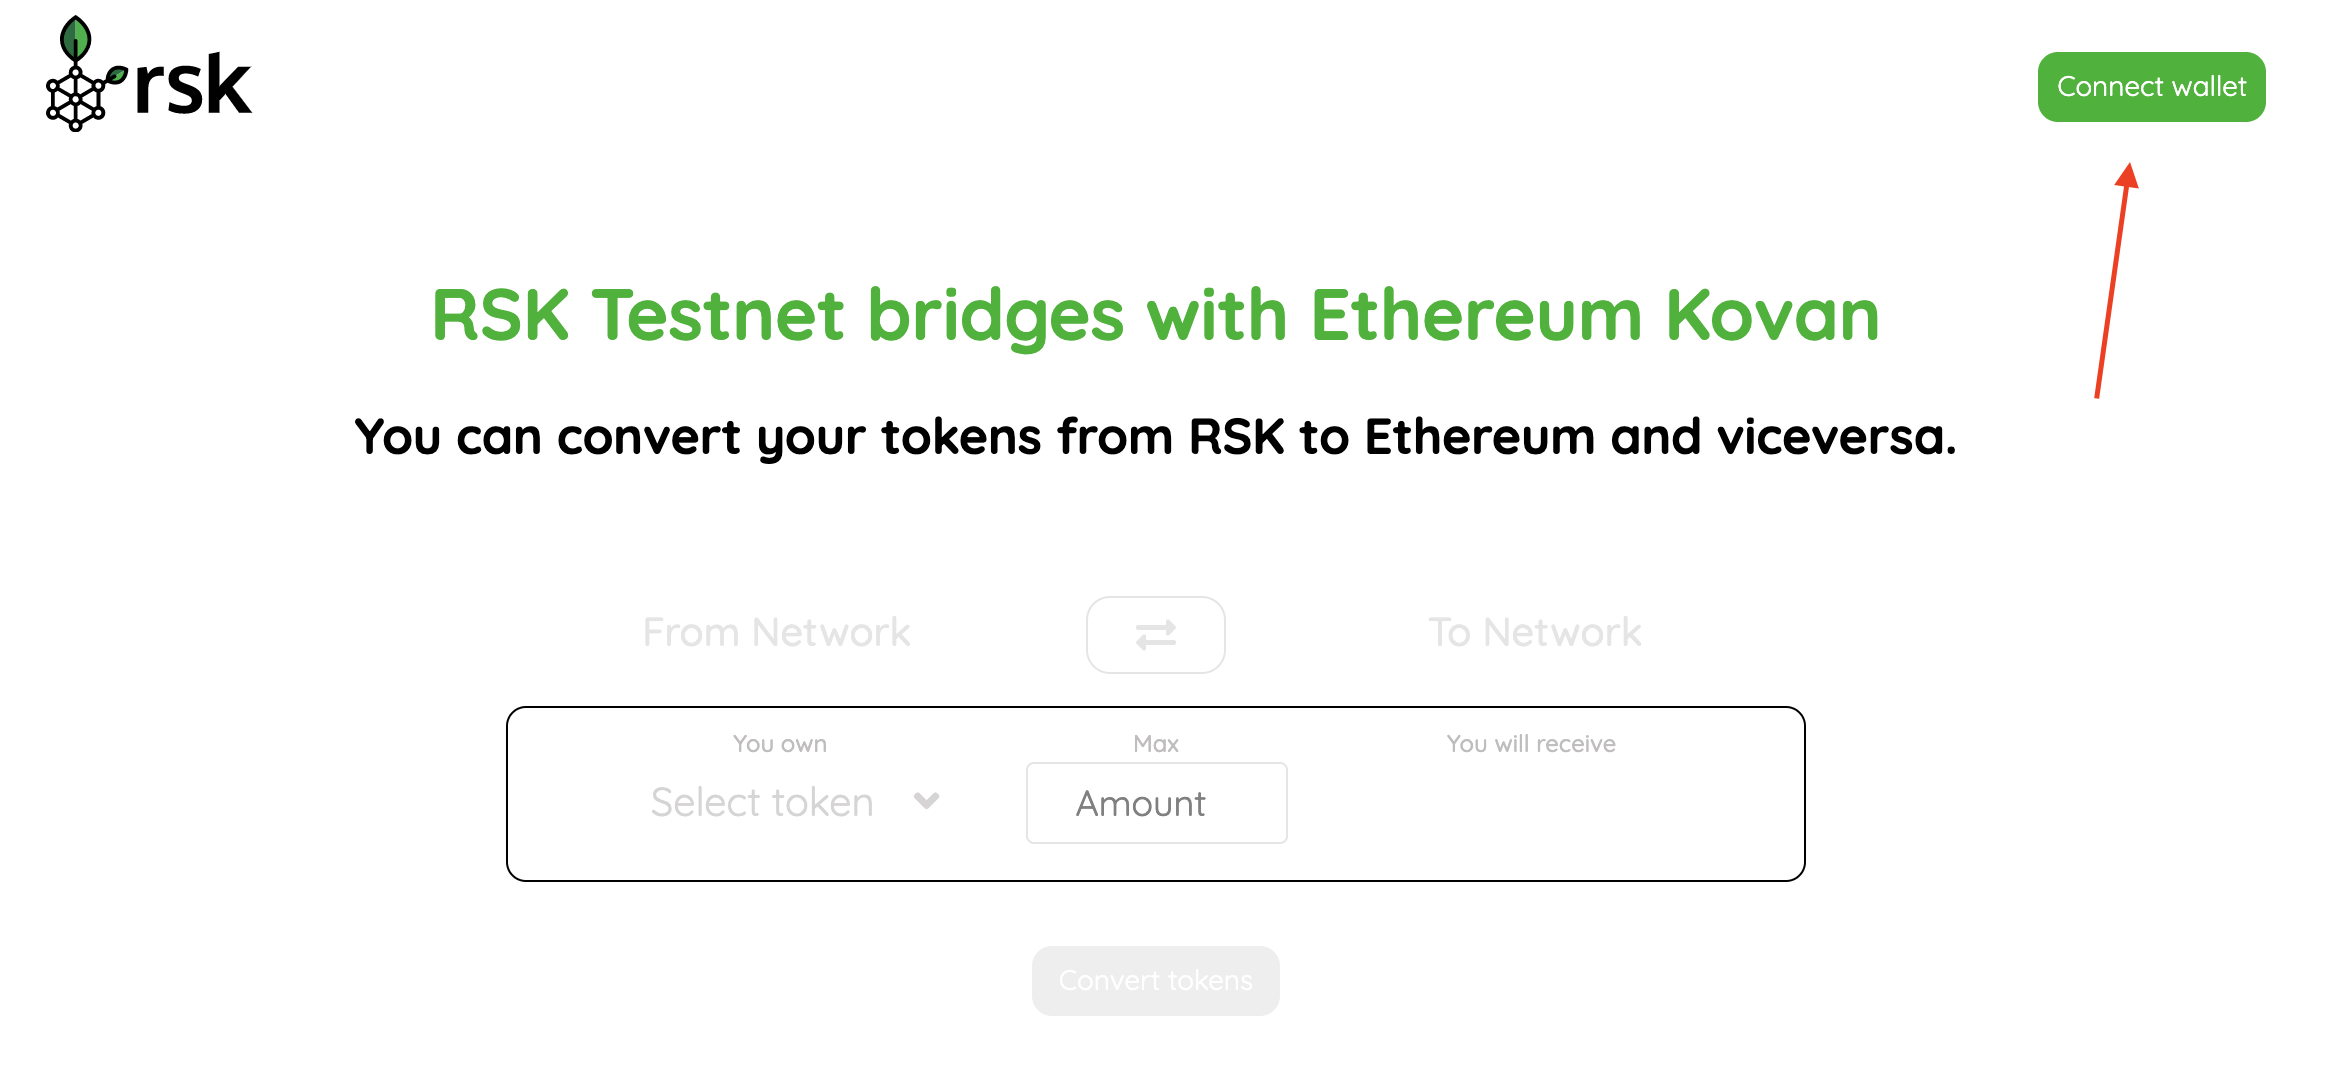 rsk
Connect wallet
RSK Testnet bridges with Ethereum Kovan
You can convert your tokens from RSK to Ethereum and viceversa.
From Network
To Network
You own
Max
You will receive
Select token
Amount
Convert tokens